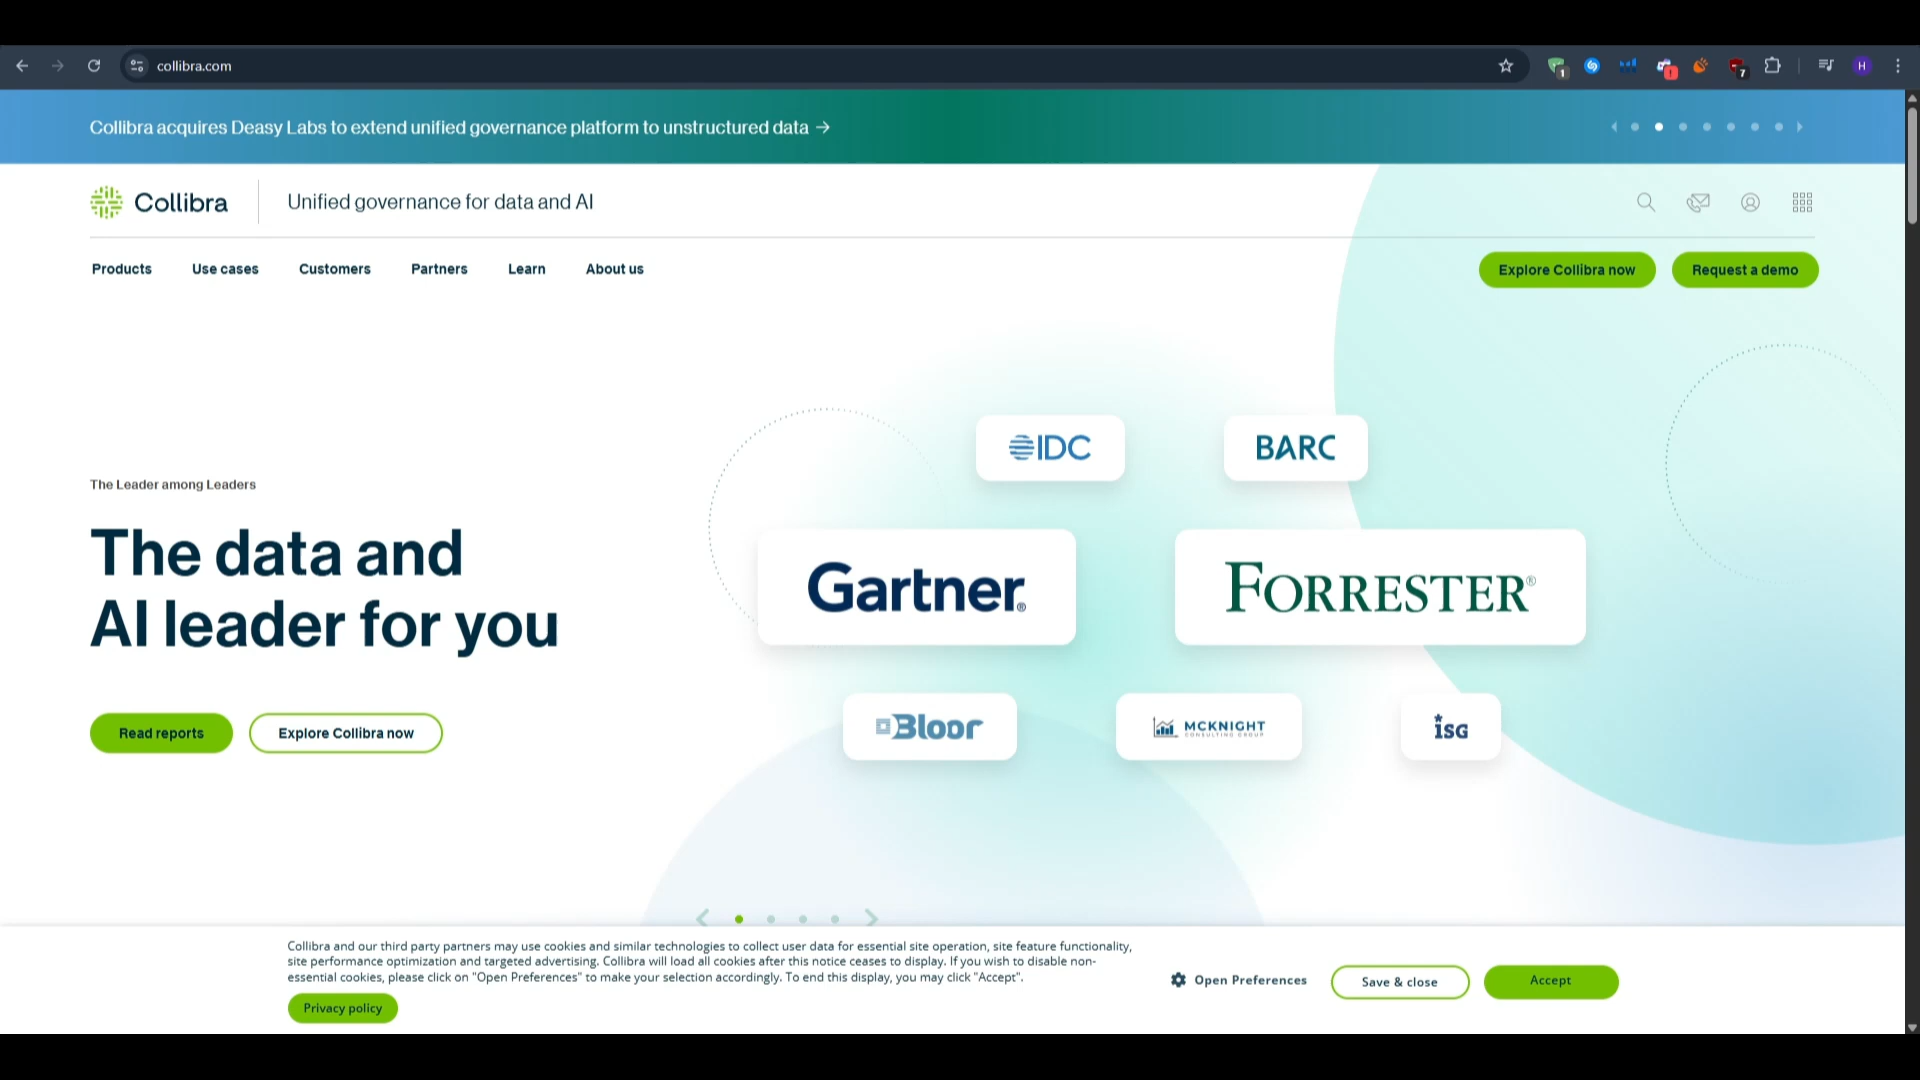 collibra.com
1
!
7
H
Collibra acquires Deasy Labs to extend unified governance platform to unstructured data →
Collibra
Unified governance for data and AI
Products
Use cases
Customers
Partners
Learn
About us
Explore Collibra now
Request a demo
IDC
BARC
The Leader among Leaders
The data and
AI leader for you
Gartner®
FORRESTER®
Read reports
Explore Collibra now
Bloor
MCKNIGHT
CONSULTING GROUP
ISG
Collibra and our third party partners may use cookies and similar technologies to collect user data for essential site operation, site feature functionality,
site performance optimization and targeted advertising. Collibra will load all cookies after this notice ceases to display. If you wish to disable non-
essential cookies, please click on "Open Preferences" to make your selection accordingly. To end this display, you may click "Accept".
Privacy policy
Open Preferences
Save & close
Accept